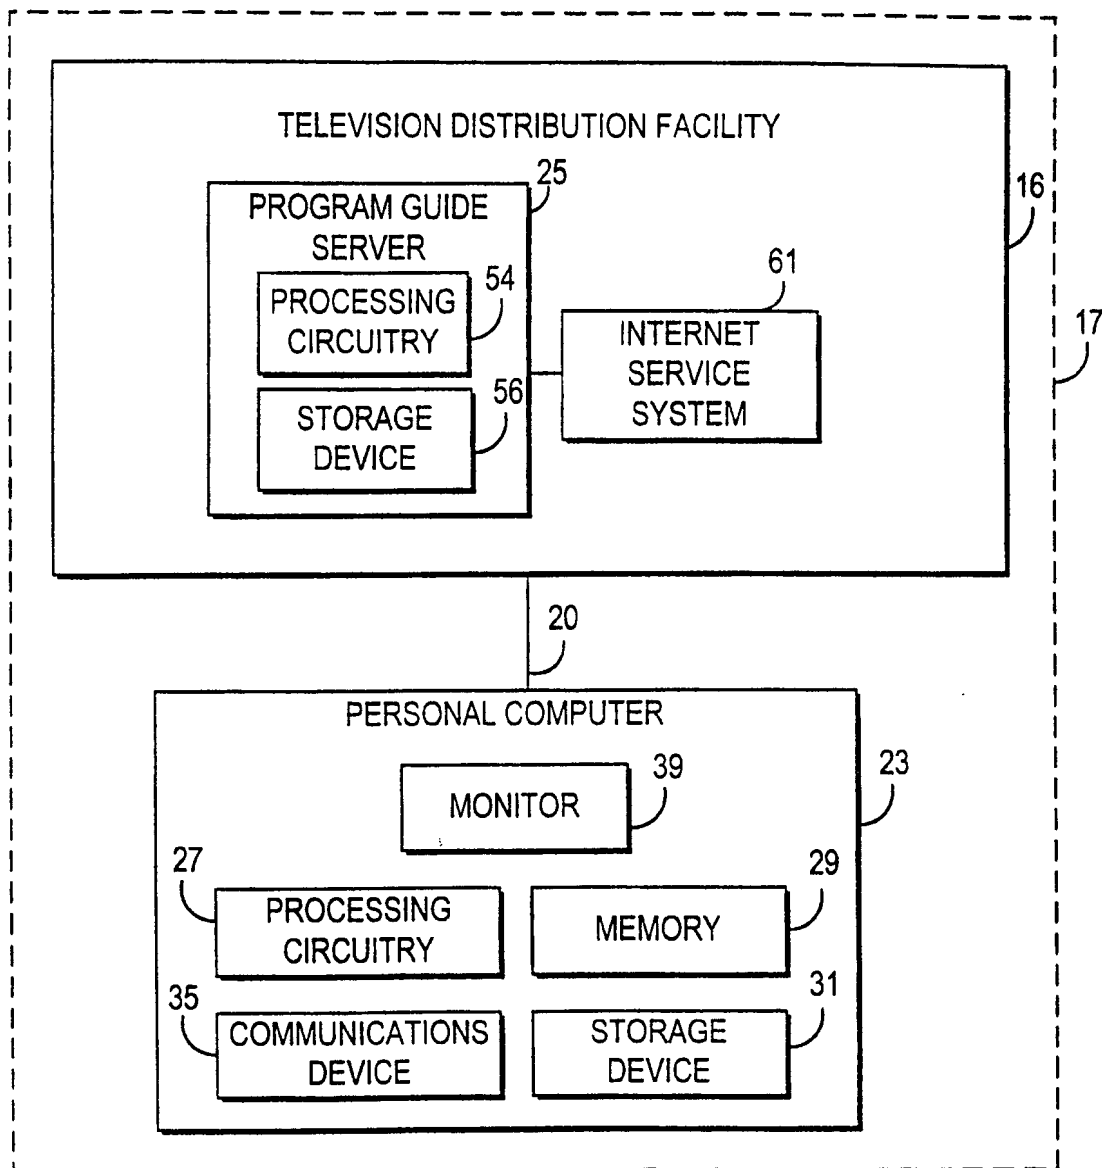 TELEVISION DISTRIBUTION FACILITY
25
16
PROGRAM GUIDE
SERVER
61
54
PROCESSING
CIRCUITRY
17
INTERNET
SERVICE
SYSTEM
56
STORAGE
DEVICE
20
PERSONAL COMPUTER
39
23
MONITOR
27
29
PROCESSING
CIRCUITRY
MEMORY
35
31
COMMUNICATIONS
DEVICE
STORAGE
DEVICE